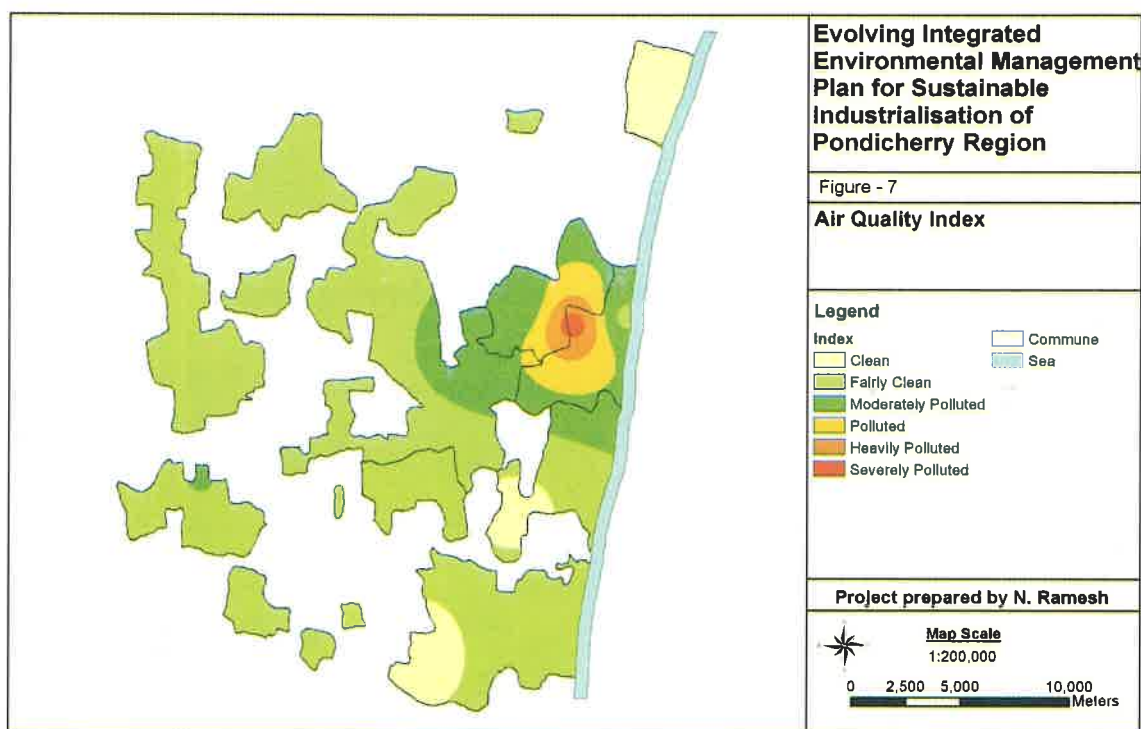 Evolving Integrated
Environmental Management
Plan for Sustainable
Industrialisation of
Pondicherry Region
Figure - 7
Air Quality Index
Legend
Index
Clean
Fairly Clean
Moderately Polluted
Polluted
Heavily Polluted
Severely Polluted
Commune
Sea
Project prepared by N. Ramesh
Map Scale
1:200,000
0 2,500 5,000 10,000
Meters